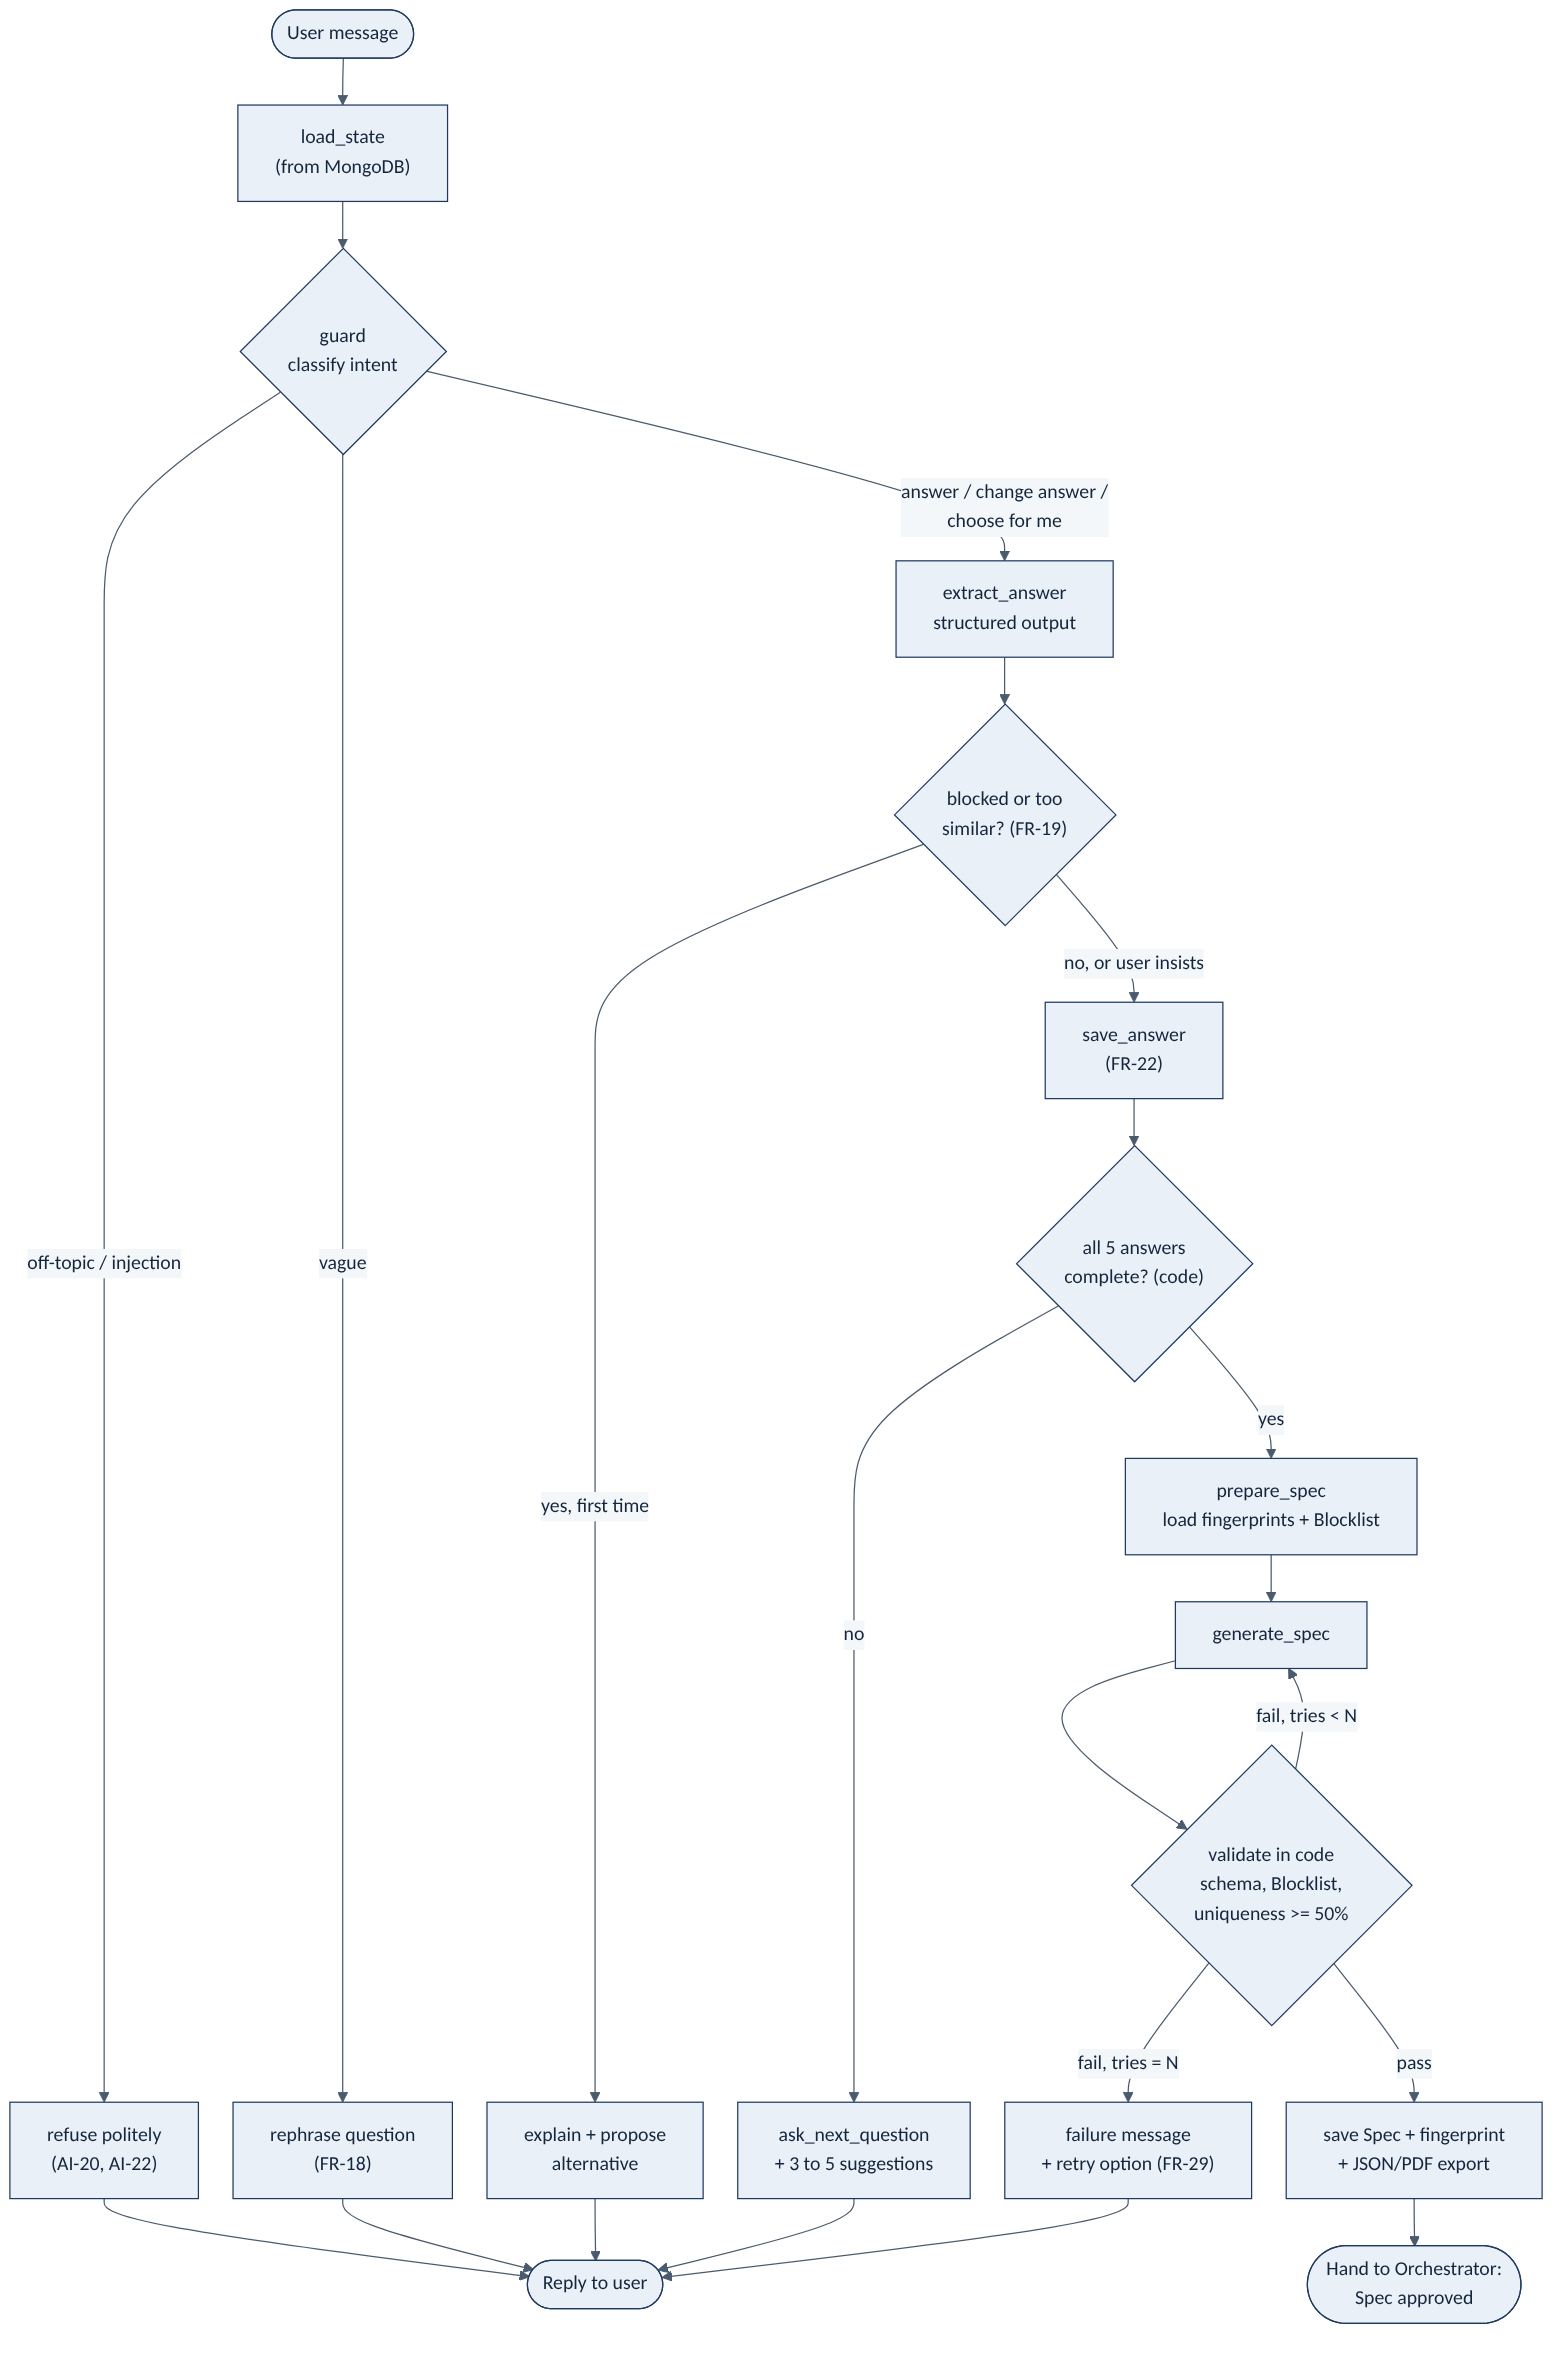 User message
load_state
(from MongoDB)
guard
classify intent
answer / change answer /
choose for me
extract_answer
structured output
blocked or too
similar? (FR-19)
no, or user insists
save_answer
(FR-22)
off-topic / injection
vague
all 5 answers
complete? (code)
yes
yes, first time
prepare_spec
load fingerprints + Blocklist
no
generate_spec
fail, tries < N
validate in code
schema, Blocklist,
uniqueness >= 50%
fail, tries = N
pass
refuse politely
(AI-20, AI-22)
rephrase question
(FR-18)
explain + propose
alternative
ask_next_question
+ 3 to 5 suggestions
failure message
+ retry option (FR-29)
save Spec + fingerprint
+ JSON/PDF export
Reply to user
Hand to Orchestrator:
Spec approved